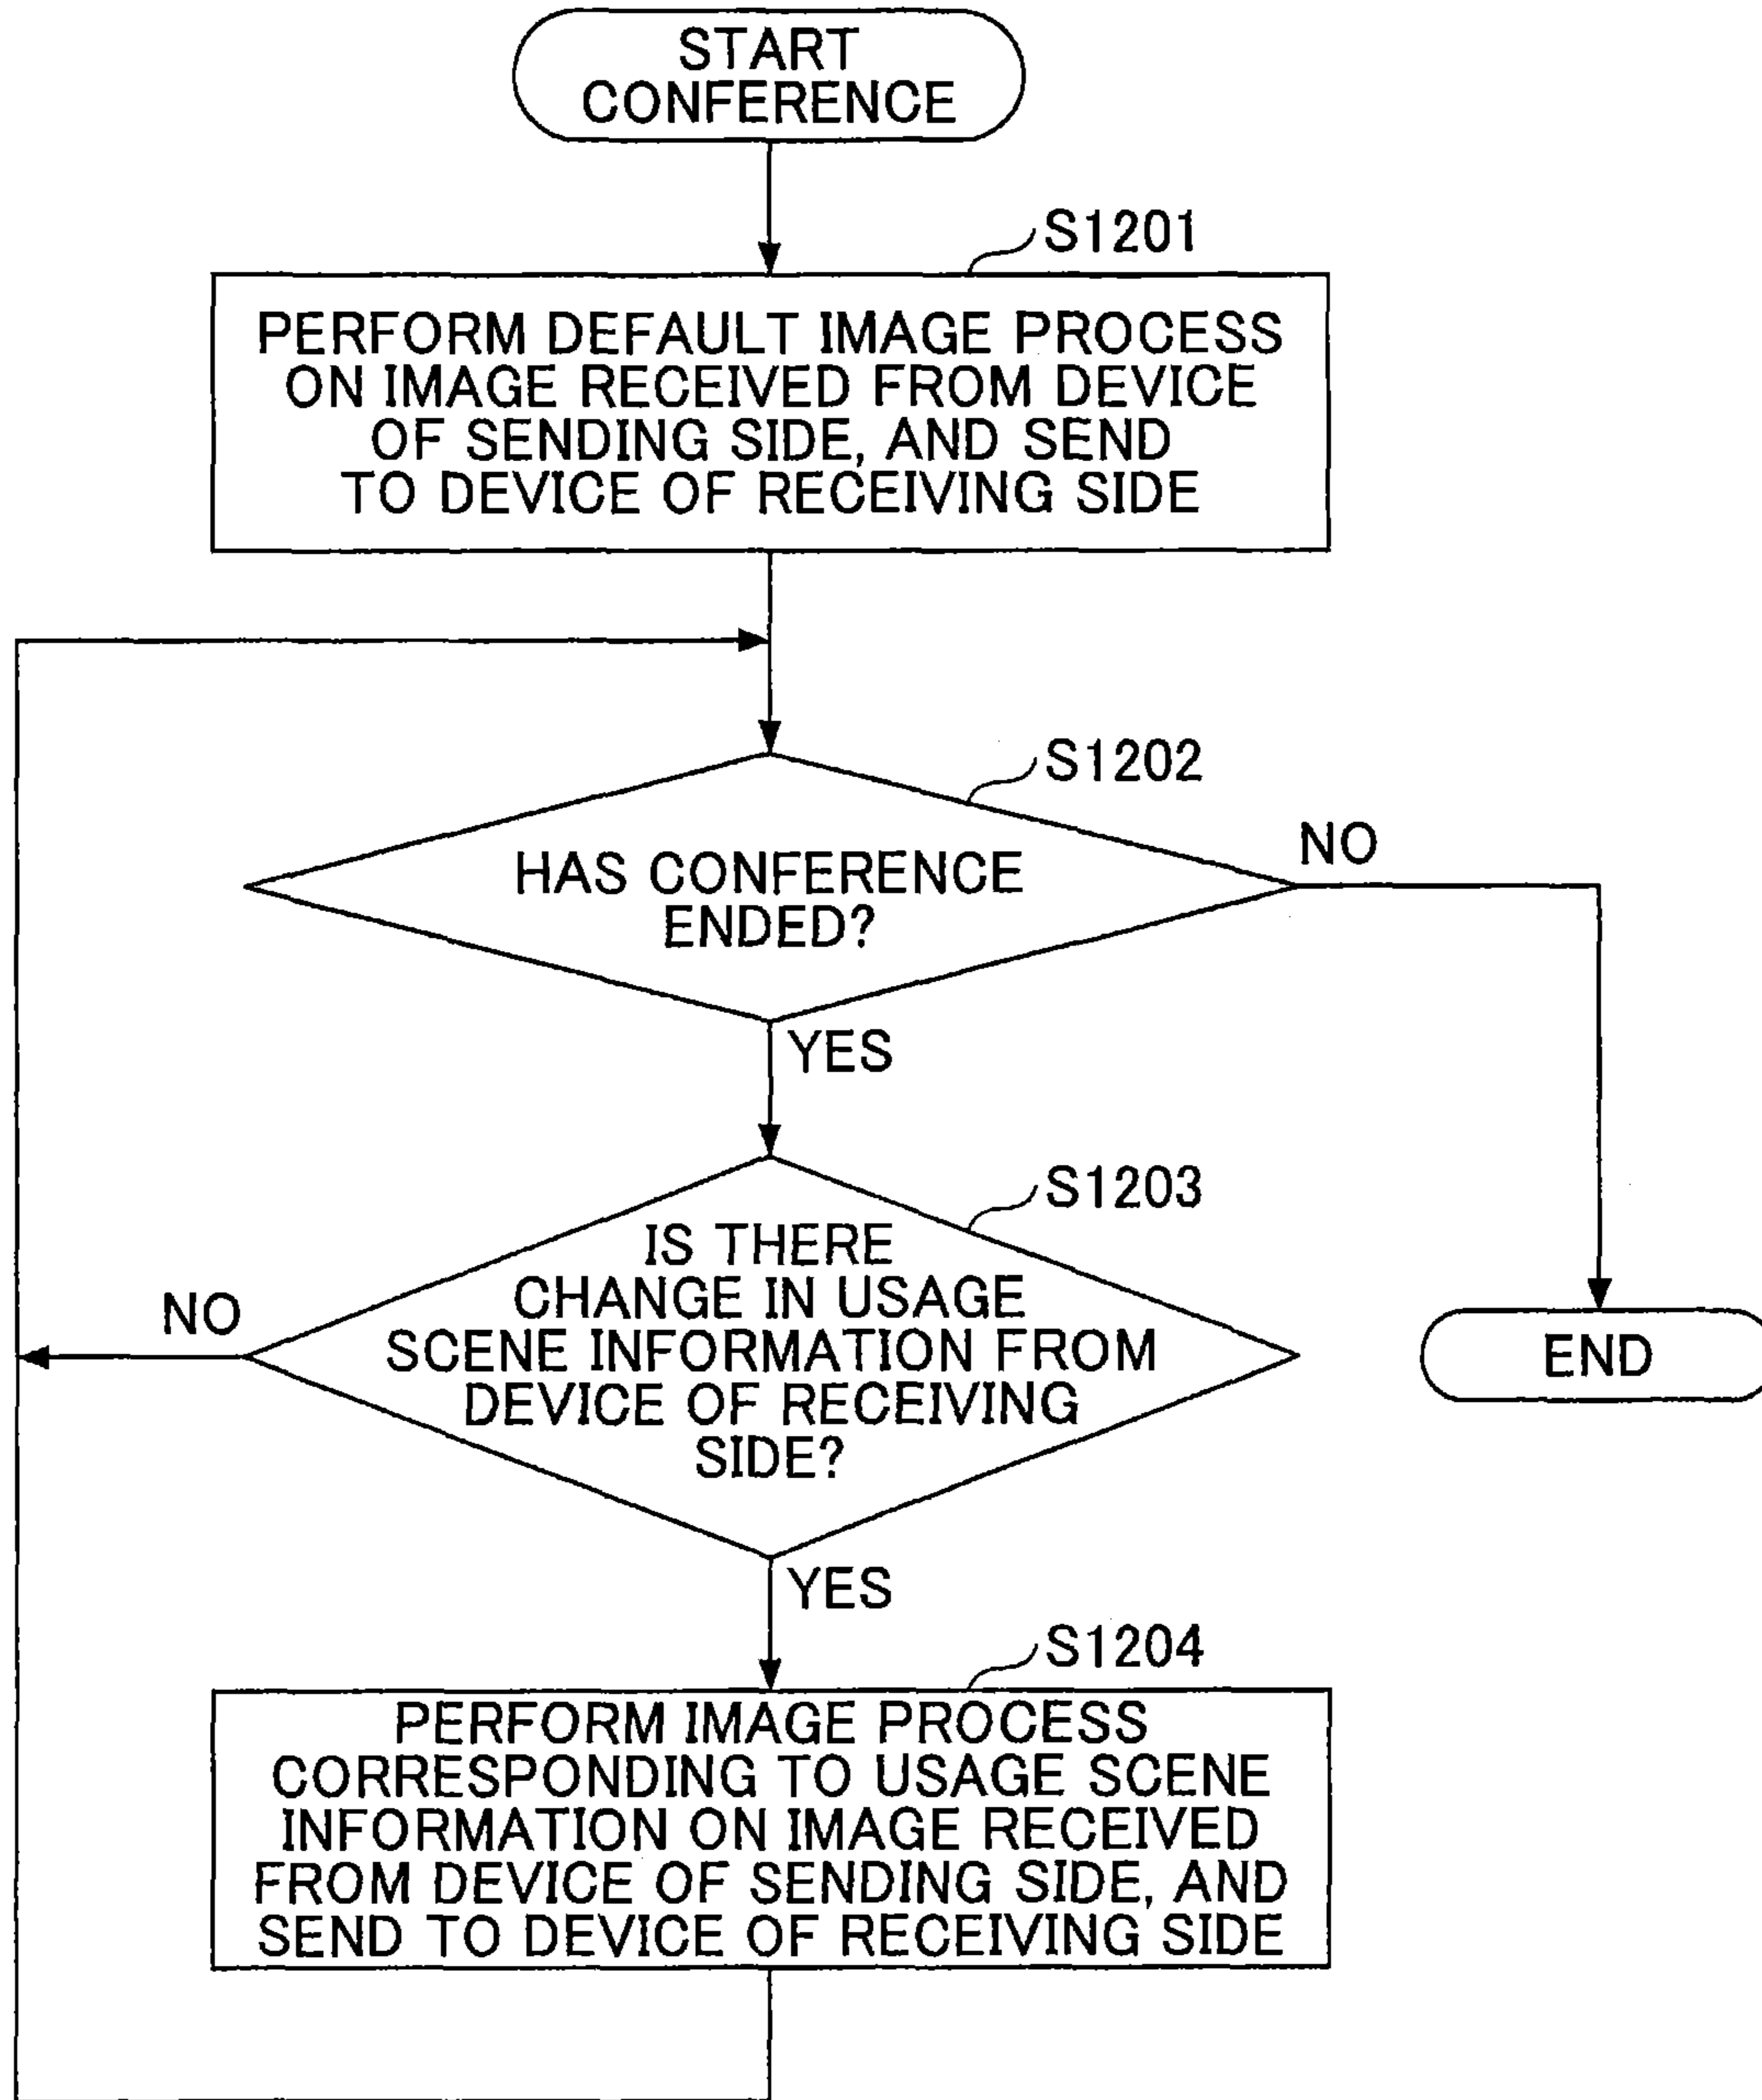 START
CONFERENCE
S1201
PERFORM DEFAULT IMAGE PROCESS
ON IMAGE RECEIVED FROM DEVICE
OF SENDING SIDE, AND SEND
TO DEVICE OF RECEIVING SIDE
S1202
HAS CONFERENCE
ENDED?
NO
YES
S1203
IS THERE
CHANGE IN USAGE
SCENE INFORMATION FROM
DEVICE OF RECEIVING
SIDE?
NO
END
YES
S1204
PERFORM IMAGE PROCESS
CORRESPONDING TO USAGE SCENE
INFORMATION ON IMAGE RECEIVED
FROM DEVICE OF SENDING SIDE, AND
SEND TO DEVICE OF RECEIVING SIDE